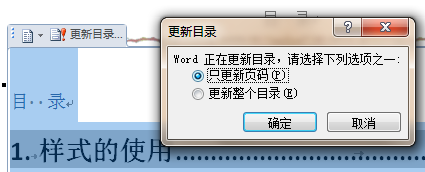 目 录
更新目录...
更新目录
Word 正在更新目录，请选择下列选项之一:
只更新页码(P)
更新整个目录(E)
确定
取消
目··录
1.样式的使用